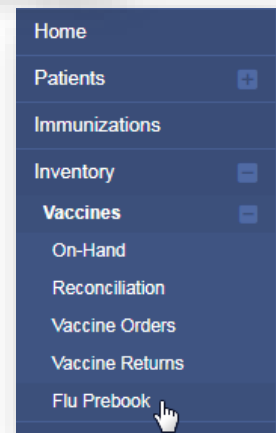 Home
Patients
Immunizations
Inventory
Vaccines
On-Hand
Reconciliation
Vaccine Orders
Vaccine Returns
Flu Prebook